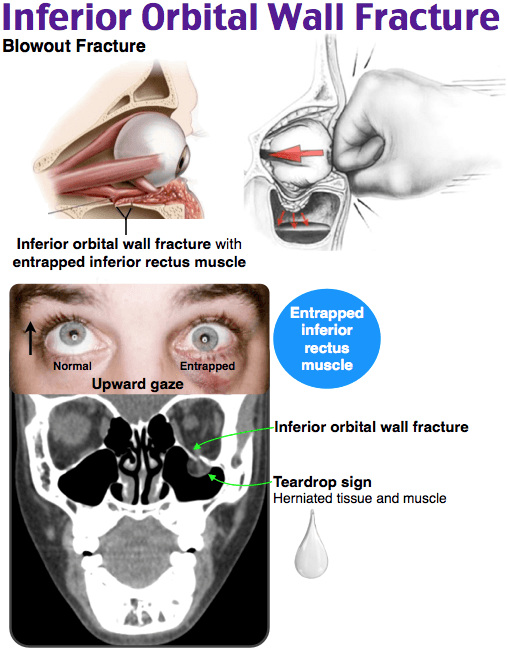 Inferior Orbital Wall Fracture
Blowout Fracture
Inferior orbital wall fracture with
entrapped inferior rectus muscle
Normal
Entrapped
Upward gaze
Entrapped
inferior
rectus
muscle
Inferior orbital wall fracture
Teardrop sign
Herniated tissue and muscle